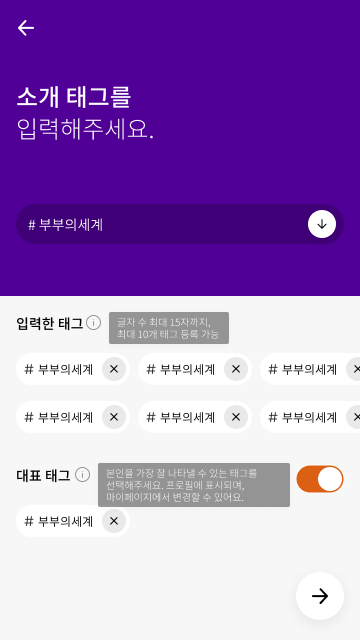 소개 태그를
입력해주세요.
# 부부의세계
입력한 태그
글자 수 최대 15자까지,
최대 10개 태그 등록 가능
# 부부의세계
# 부부의세계
# 부부의세계
# 부부의세계
# 부부의세계
# 부부의세계
대표 태그
본인을 가장 잘 나타낼 수 있는 태그를
선택해주세요. 프로필에 표시되며,
마이페이지에서 변경할 수 있어요.
# 부부의세계